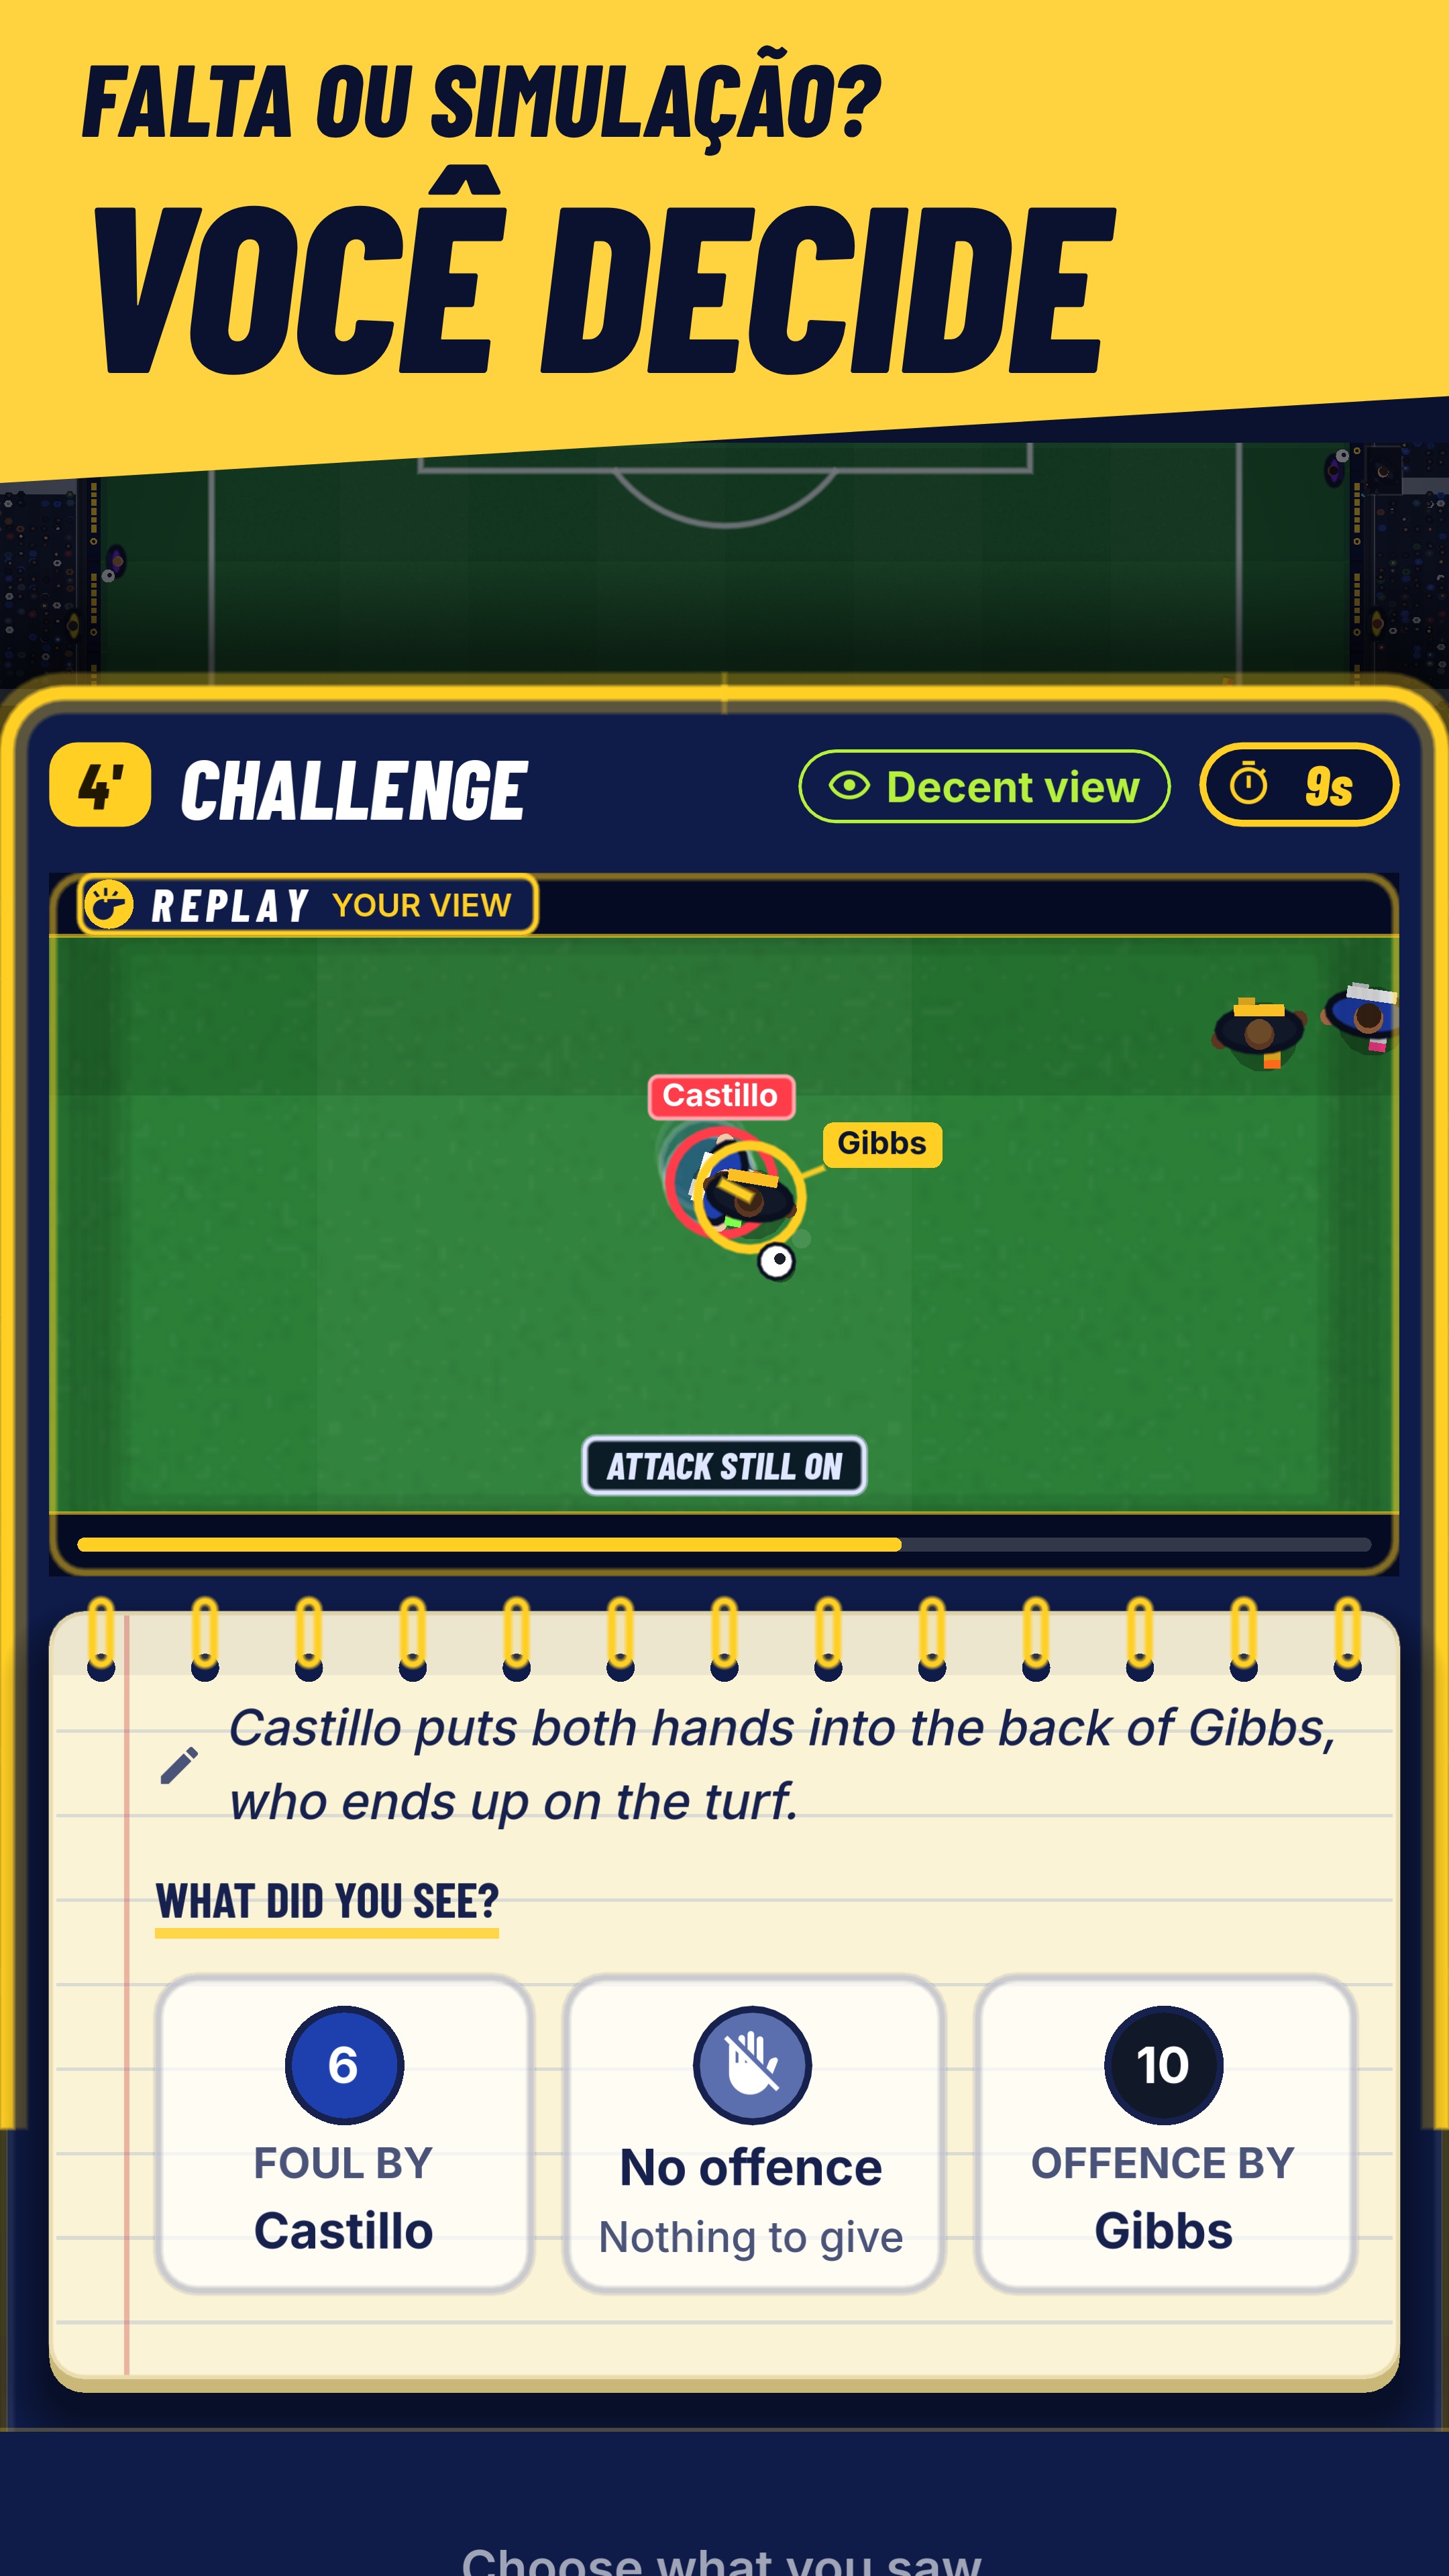 FALTA OU SIMULAÇÃO?
VOCÊ DECIDE
4' CHALLENGE Decent view 9s
REPLAY YOUR VIEW
Castillo
Gibbs
ATTACK STILL ON
Castillo puts both hands into the back of Gibbs,
who ends up on the turf.
WHAT DID YOU SEE?
6
FOUL BY
Castillo
No offence
Nothing to give
10
OFFENCE BY
Gibbs
Choose what you saw